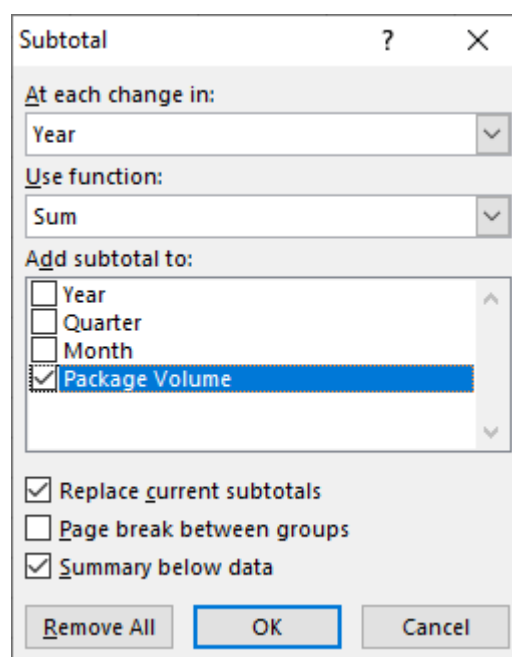 Subtotal ?
At each change in:
Year
Use function:
Sum
Add subtotal to:
Year
Quarter
Month
Package Volume
Replace current subtotals
Page break between groups
Summary below data
Remove All OK Cancel